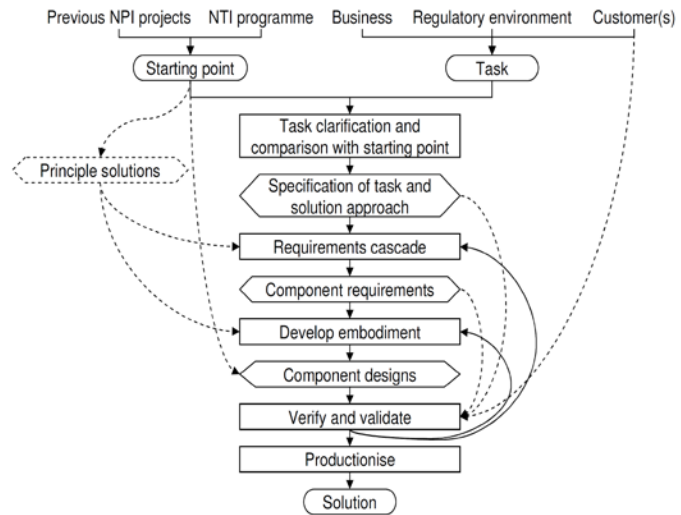 Previous NPI projects NTI programme Business Regulatory environment Customer(s)
Starting point Task
Task clarification and
comparison with starting point
Principle solutions
Specification of task and
solution approach
Requirements cascade
Component requirements
Develop embodiment
Component designs
Verify and validate
Productionise
Solution